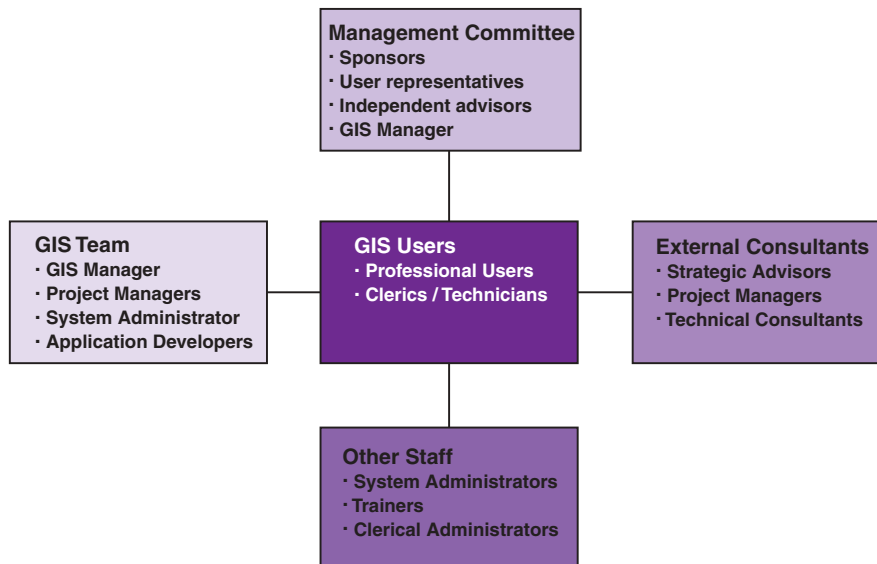 Management Committee
· Sponsors
· User representatives
· Independent advisors
· GIS Manager
GIS Team
· GIS Manager
· Project Managers
· System Administrator
· Application Developers
GIS Users
· Professional Users
· Clerics / Technicians
External Consultants
· Strategic Advisors
· Project Managers
· Technical Consultants
Other Staff
· System Administrators
· Trainers
· Clerical Administrators